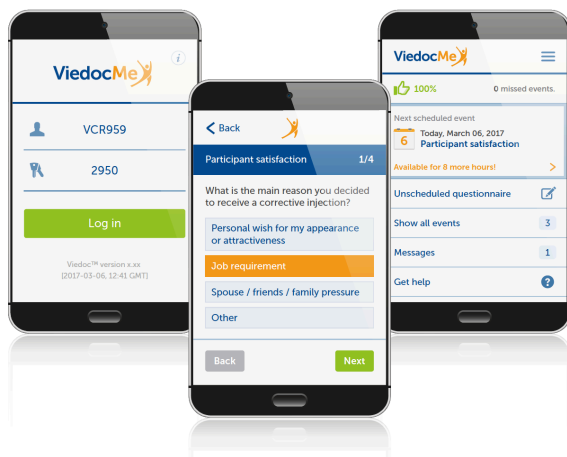 ViedocMe
i
VCR959
2950
Log in
Viedoc™ version x.xx
[2017-03-06, 12:41 GMT]
Back
Participant satisfaction 1/4
What is the main reason you decided
to receive a corrective injection?
Personal wish for my appearance
or attractiveness
Job requirement
Spouse / friends / family pressure
Other
Back
Next
ViedocMe
100% 0 missed events.
Next scheduled event
6
Today, March 06, 2017
Participant satisfaction
Available for 8 more hours!
Unscheduled questionnaire
Show all events 3
Messages 1
Get help ?